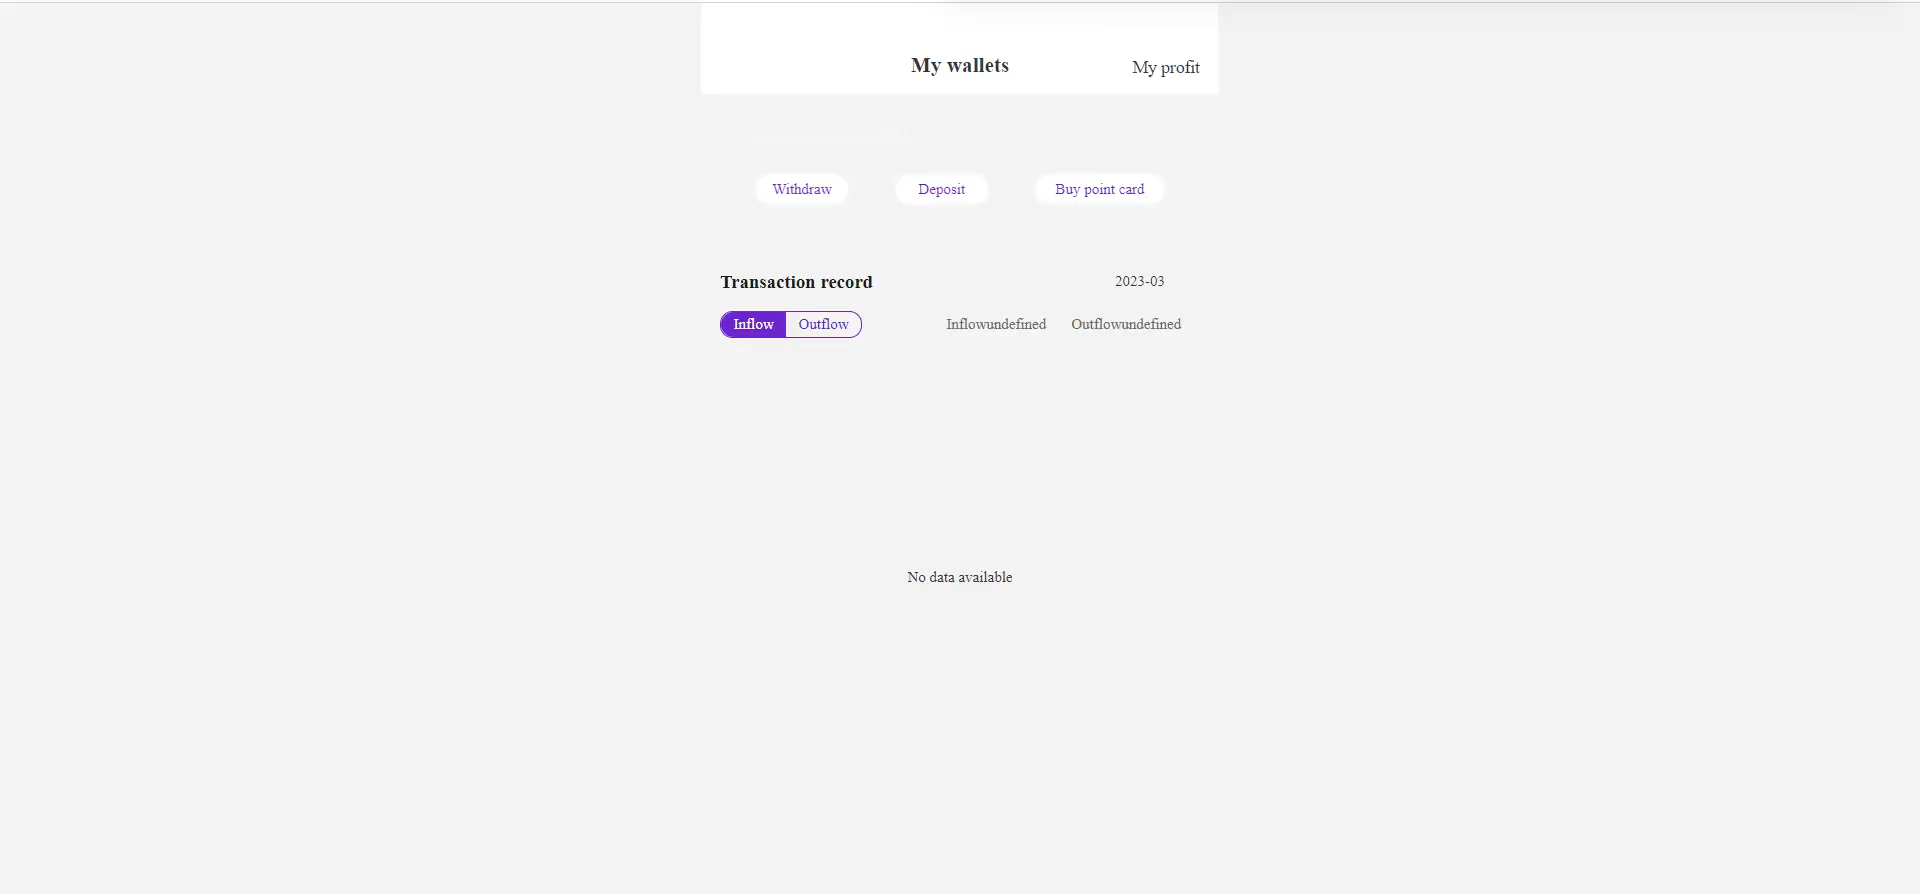 My wallets
My profit
Withdraw
Deposit
Buy point card
Transaction record
2023-03
Inflow
Outflow
Inflowundefined
Outflowundefined
No data available